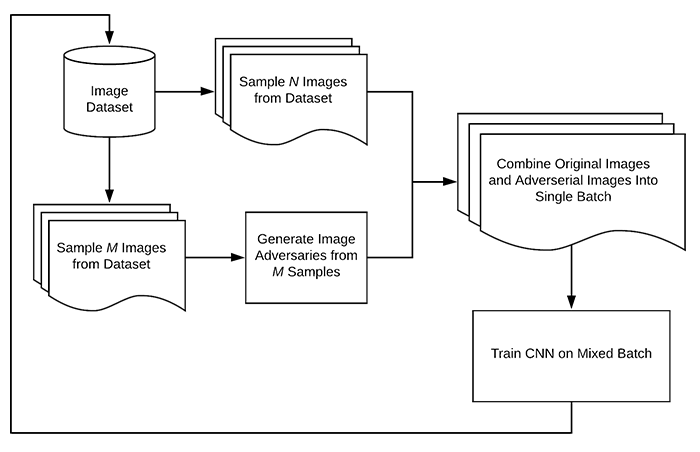 Image
Dataset
Sample N Images
from Dataset
Combine Original Images
and Adverserial Images Into
Single Batch
Sample M Images
from Dataset
Generate Image
Adversaries from
M Samples
Train CNN on Mixed Batch